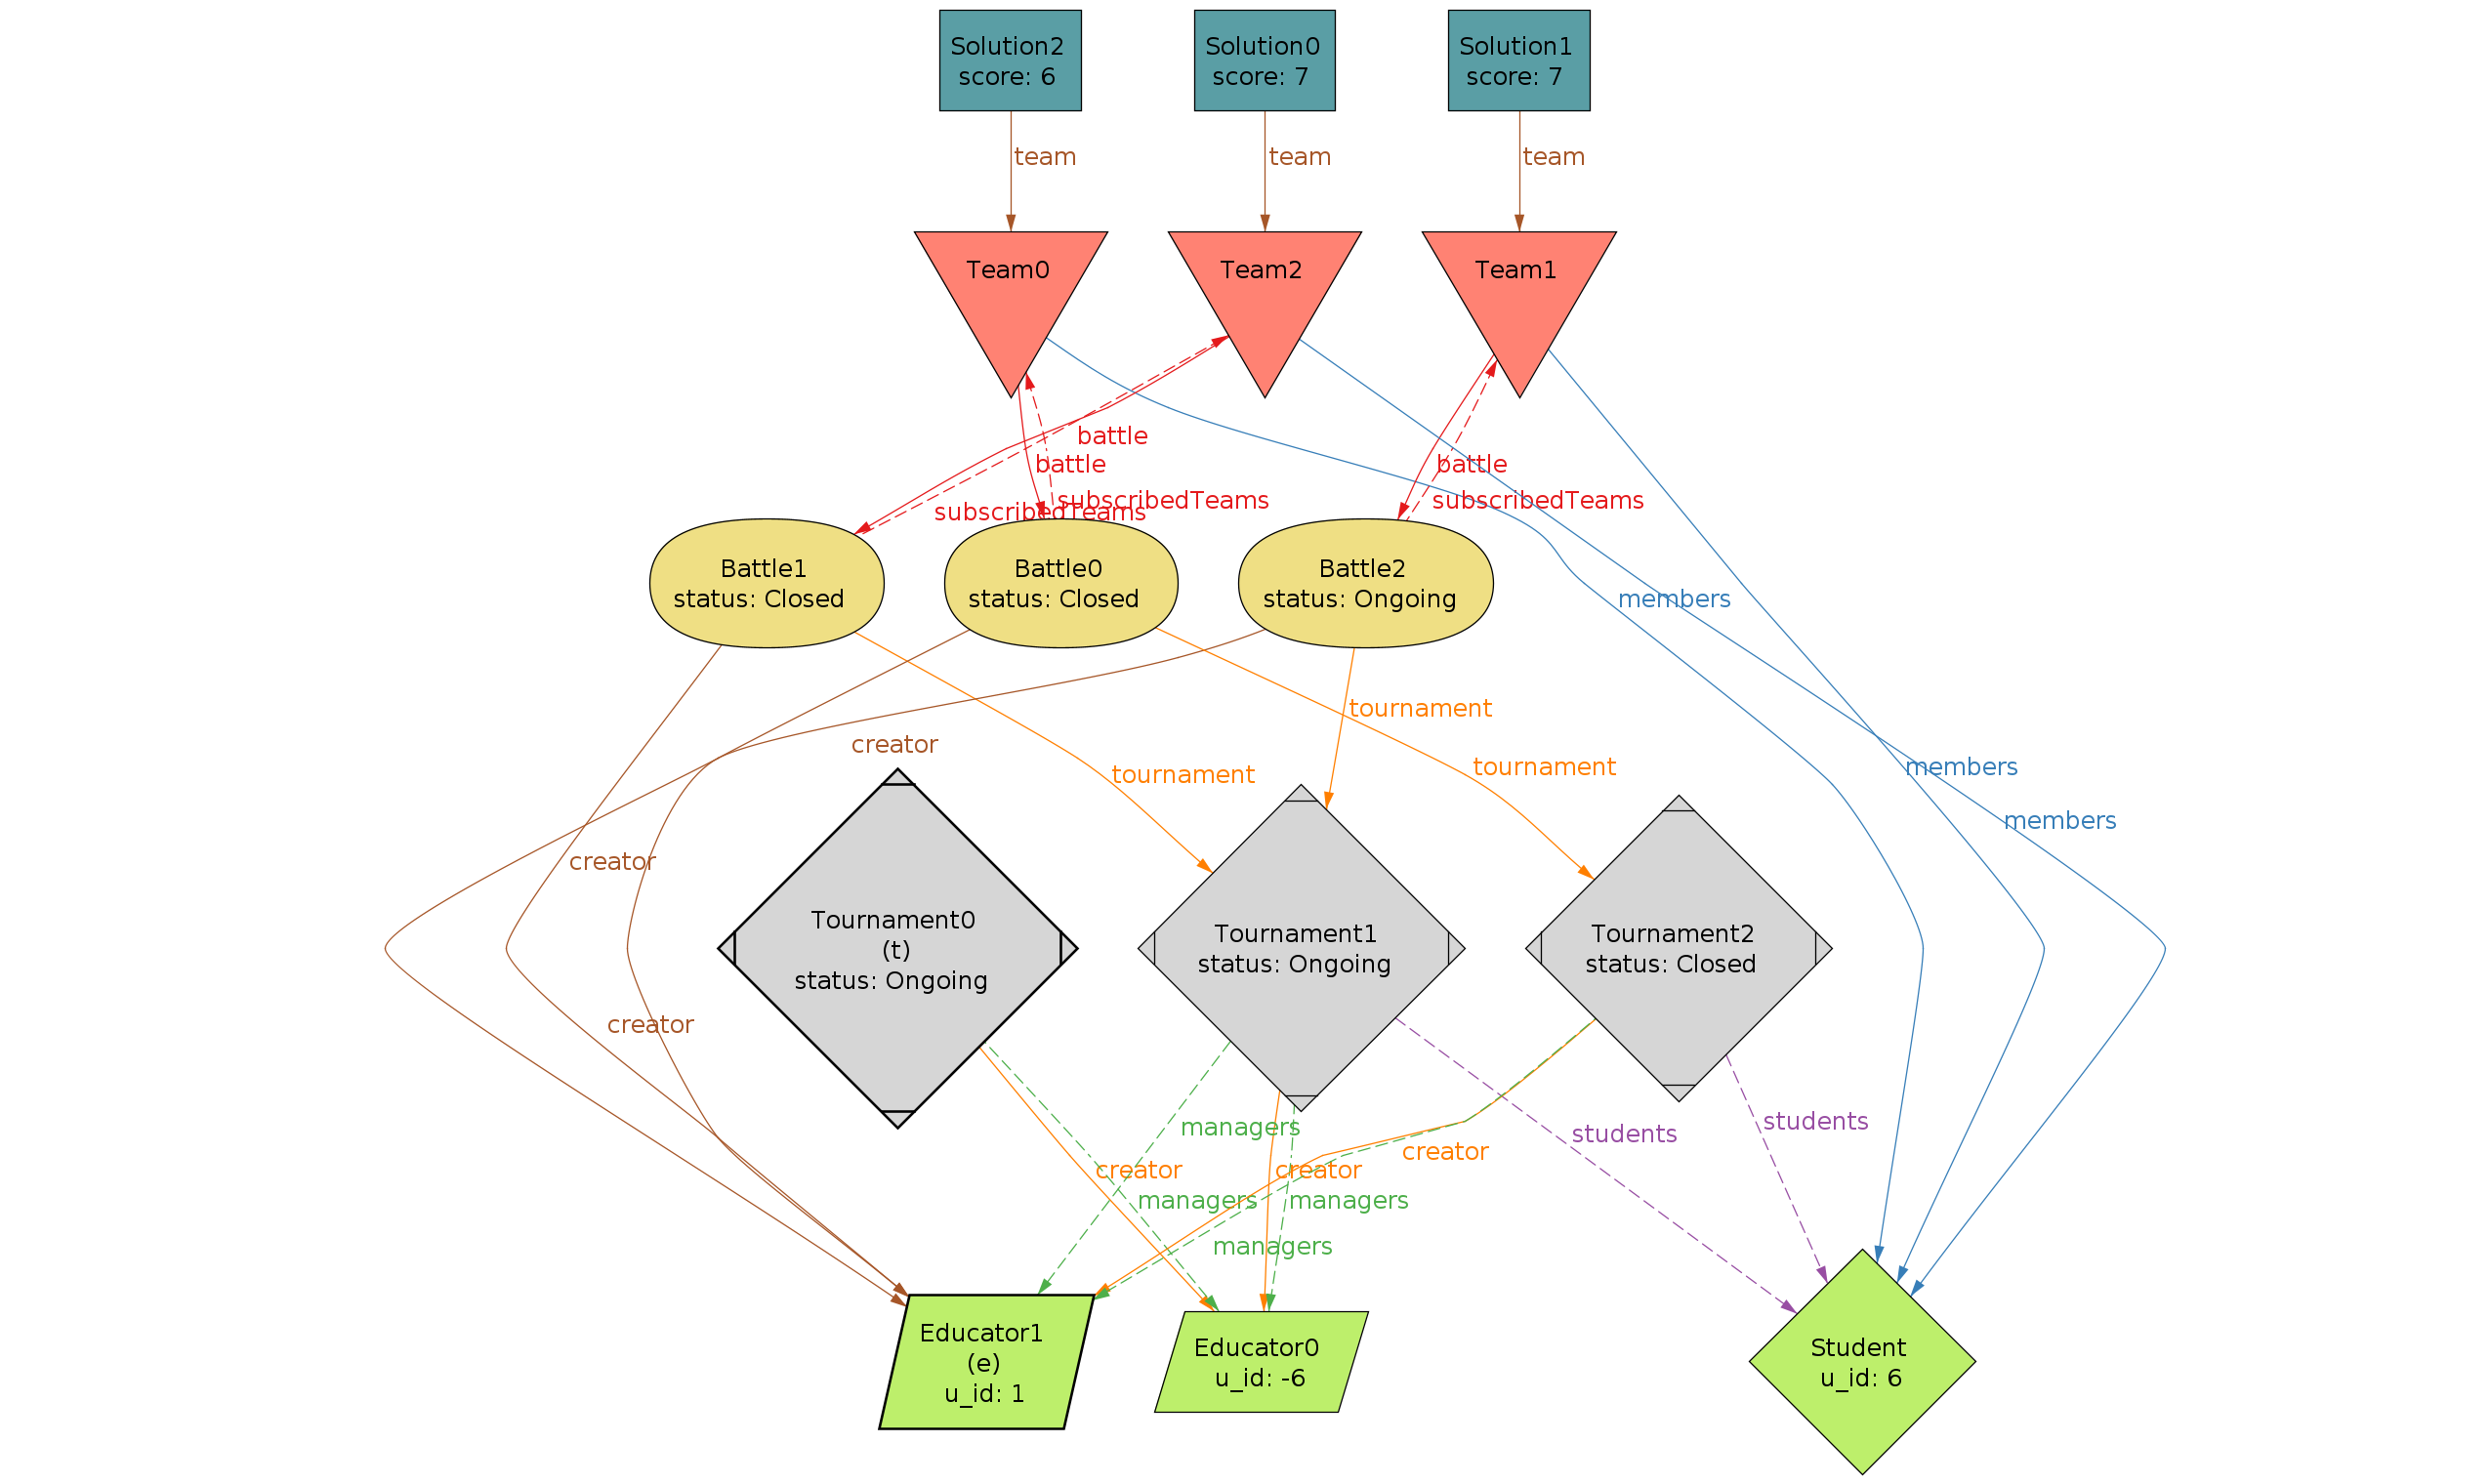 Solution2
score: 6
Solution0
score: 7
Solution1
score: 7
team
team
team
Team0
Team2
Team1
battle
battle
battle
subscribedTeams
subscribedTeams
subscribedTeams
Battle1
status: Closed
Battle0
status: Closed
Battle2
status: Ongoing
members
tournament
creator
tournament
tournament
members
members
creator
Tournament0
(t)
status: Ongoing
Tournament1
status: Ongoing
Tournament2
status: Closed
creator
managers
students
students
creator
creator
creator
managers
managers
managers
Educator1
(e)
u_id: 1
Educator0
u_id: -6
Student
u_id: 6